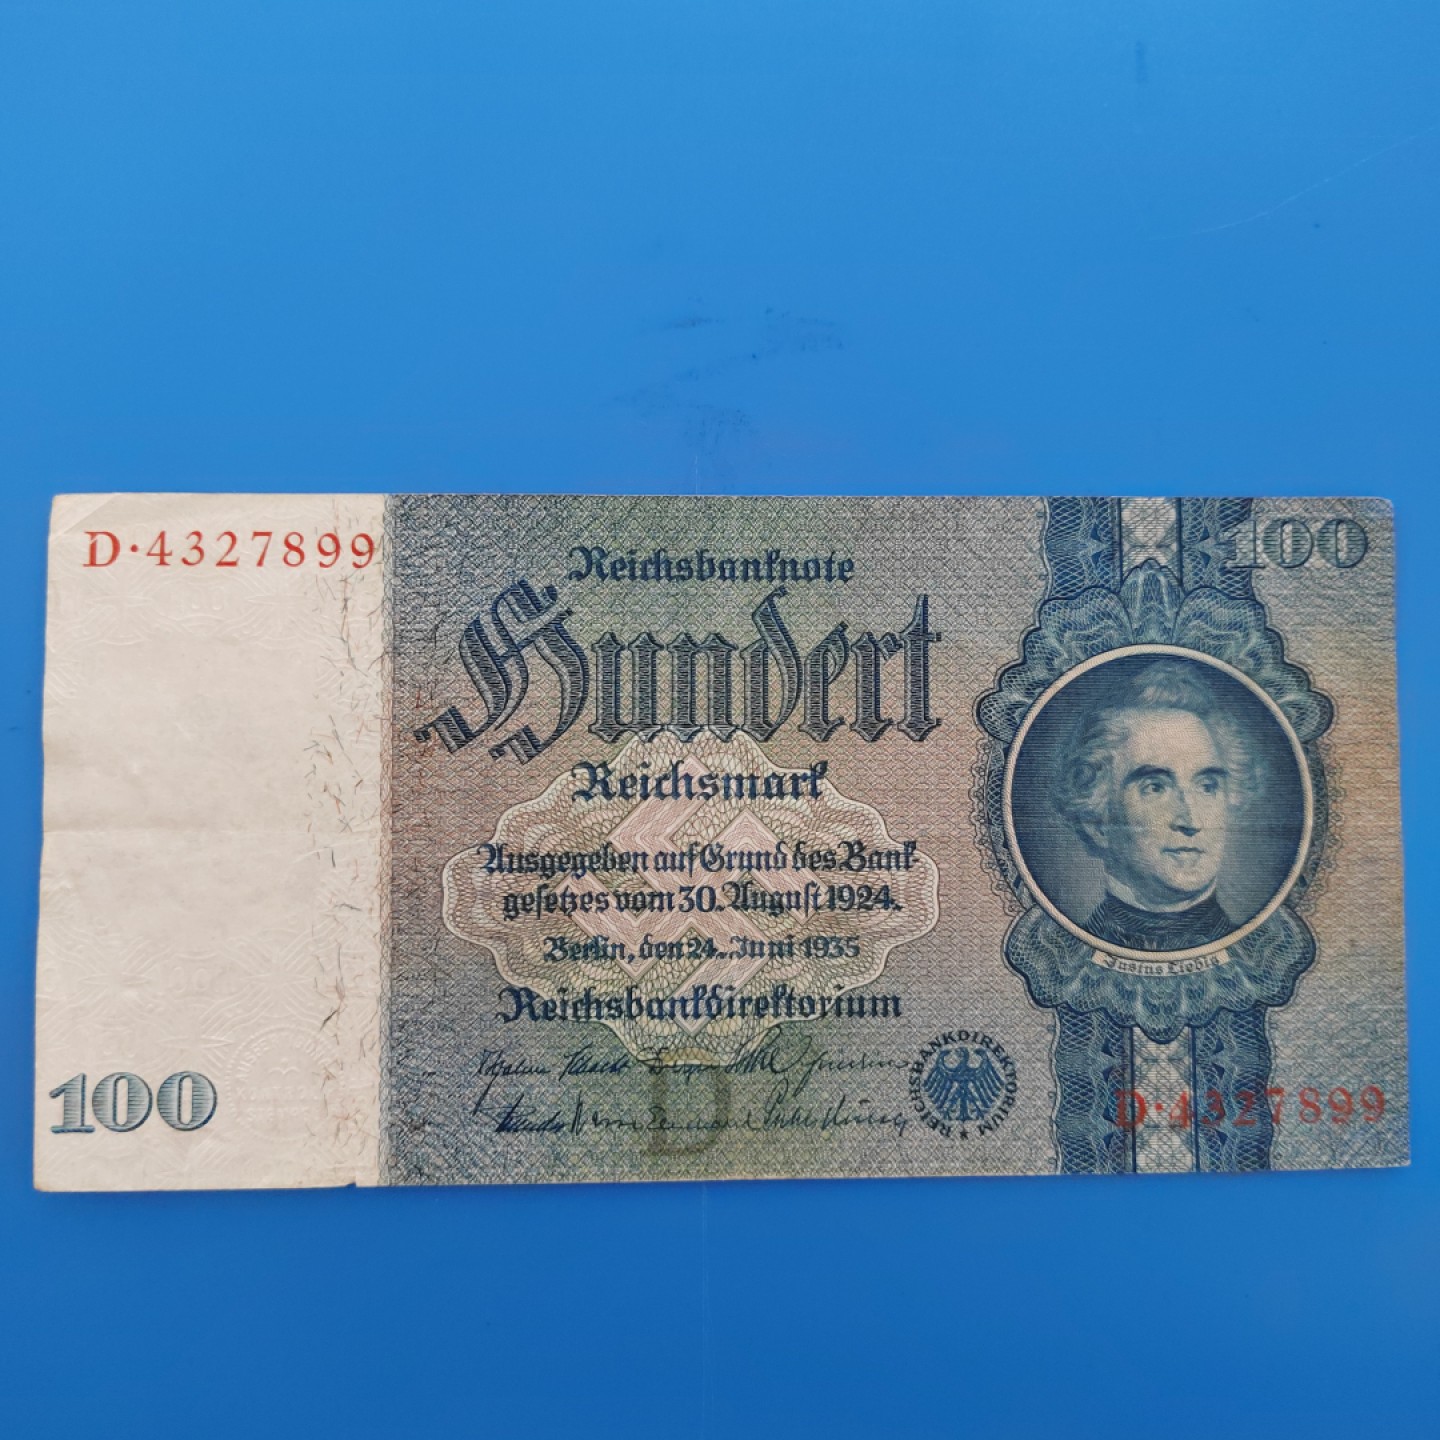 D·4327899
100
Reichsbanknote
Hundert
Reichsmark
Ausgegeben auf Grund des Bank-
gesetzes vom 30. August 1924.
Berlin, den 24. Juni 1935
Reichsbankdirektorium
Justus Liebig
REICHSBANKDIREKTORIUM
D
D·4327899
100